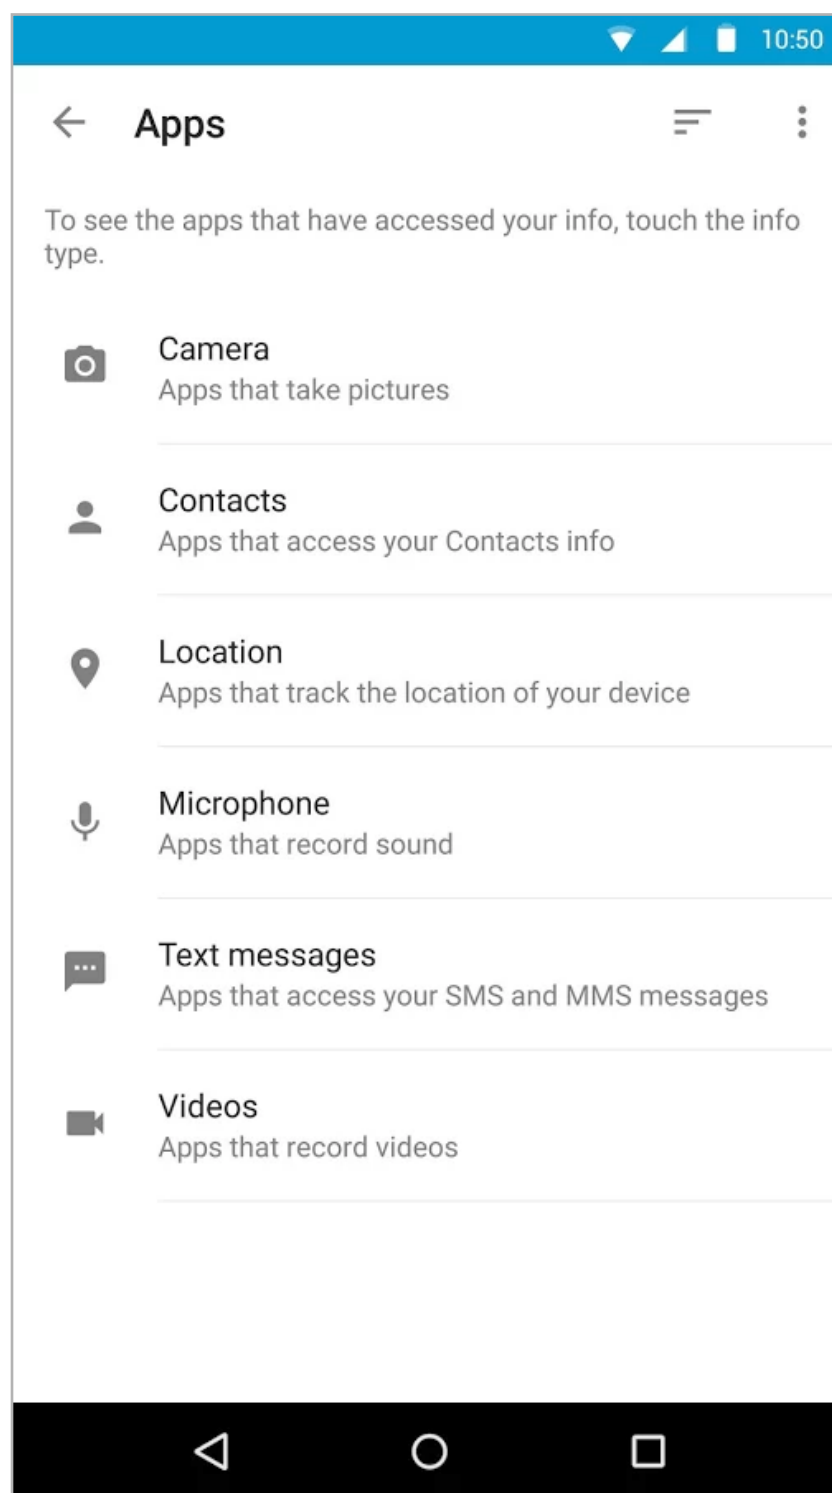 10:50
Apps
To see the apps that have accessed your info, touch the info
type.
Camera
Apps that take pictures
Contacts
Apps that access your Contacts info
Location
Apps that track the location of your device
Microphone
Apps that record sound
Text messages
Apps that access your SMS and MMS messages
Videos
Apps that record videos